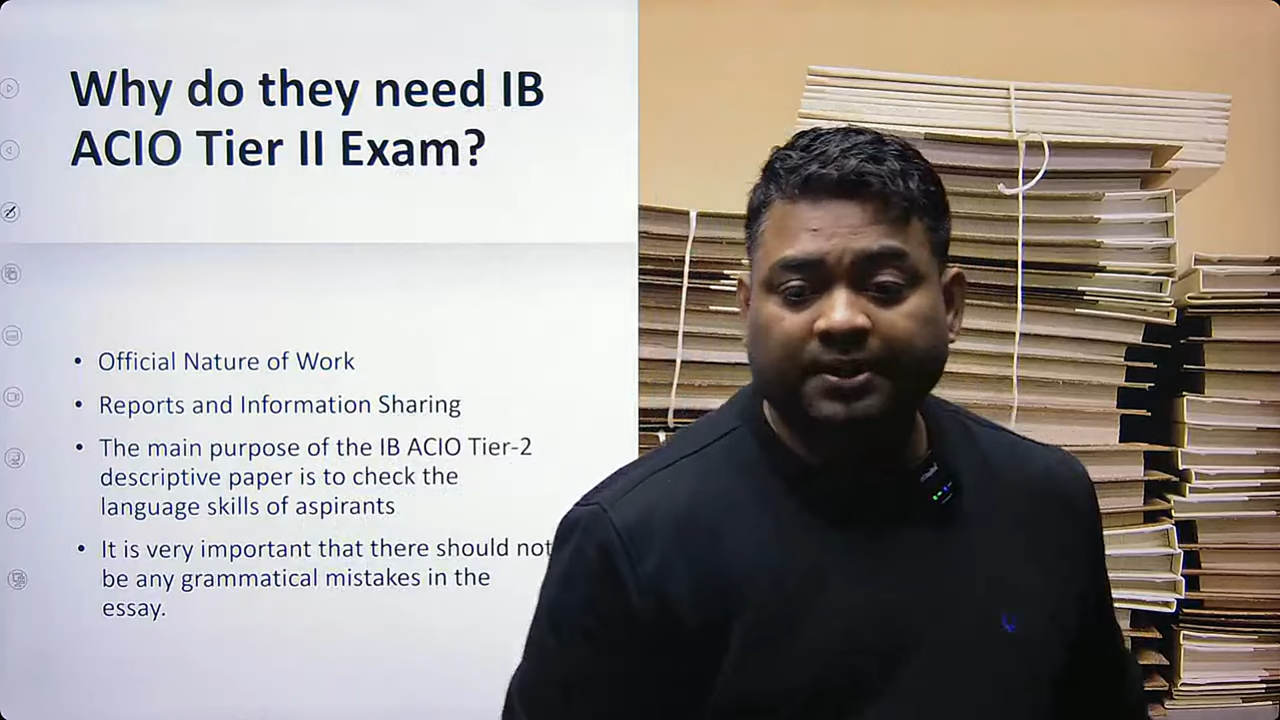 Why do they need IB
ACIO Tier II Exam?
• Official Nature of Work
• Reports and Information Sharing
• The main purpose of the IB ACIO Tier-2
descriptive paper is to check the
language skills of aspirants
• It is very important that there should not
be any grammatical mistakes in the
essay.